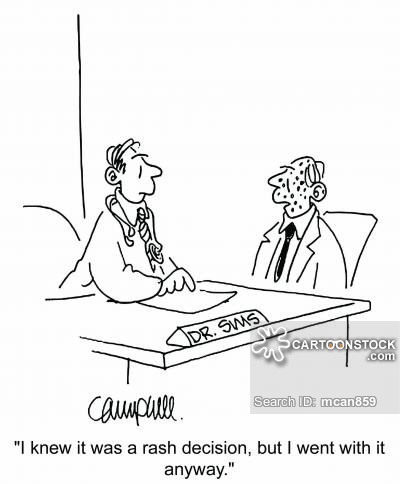 DR. SIMS
CARTOONSTOCK
.com
Search ID: mcan859
Campbell.
"I knew it was a rash decision, but I went with it
anyway."